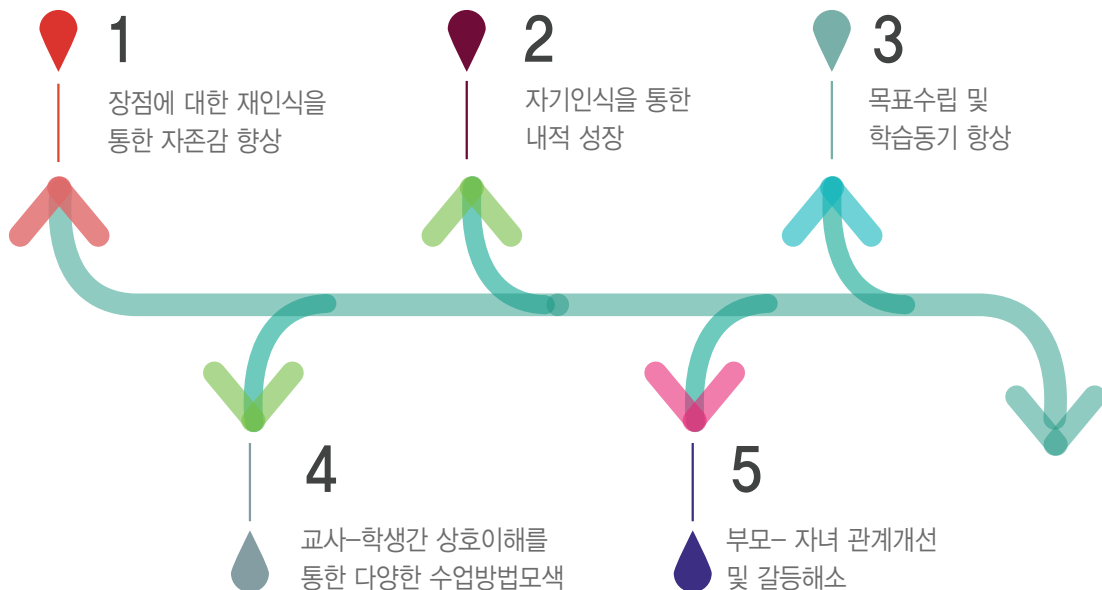 1
장점에 대한 재인식을
통한 자존감 향상
2
자기인식을 통한
내적 성장
3
목표수립 및
학습동기 항상
4
교사–학생간 상호이해를
통한 다양한 수업방법모색
5
부모– 자녀 관계개선
및 갈등해소